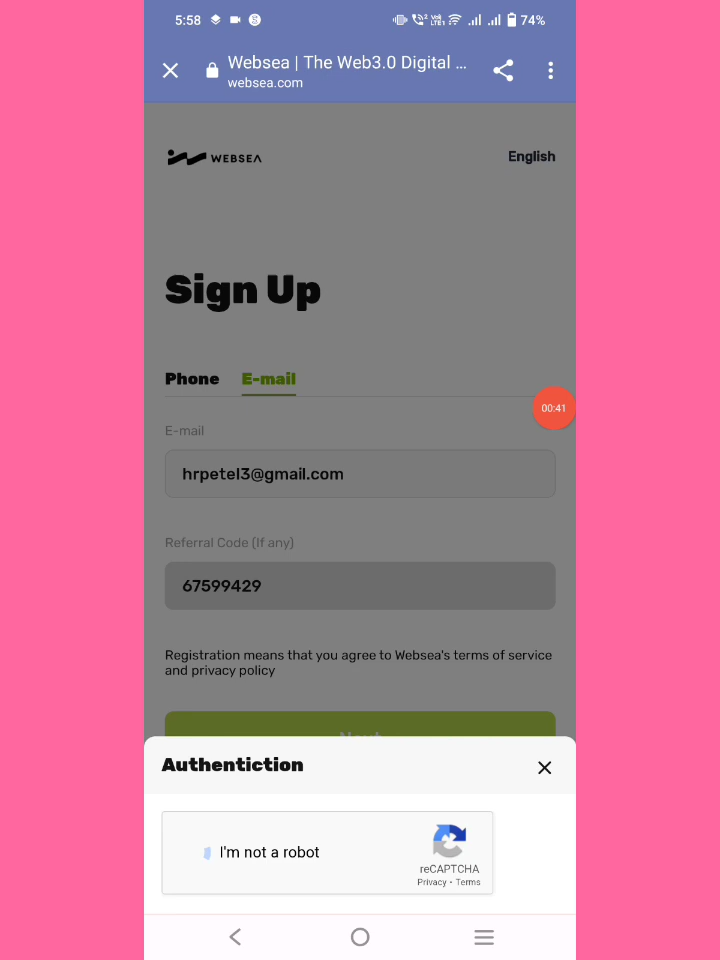 5:58
74%
Websea | The Web3.0 Digital ...
websea.com
WEBSEA
English
Sign Up
Phone
E-mail
00:41
E-mail
hrpetel3@gmail.com
Referral Code (If any)
67599429
Registration means that you agree to Websea's terms of service
and privacy policy
Next
Authentiction
I'm not a robot
reCAPTCHA
Privacy • Terms